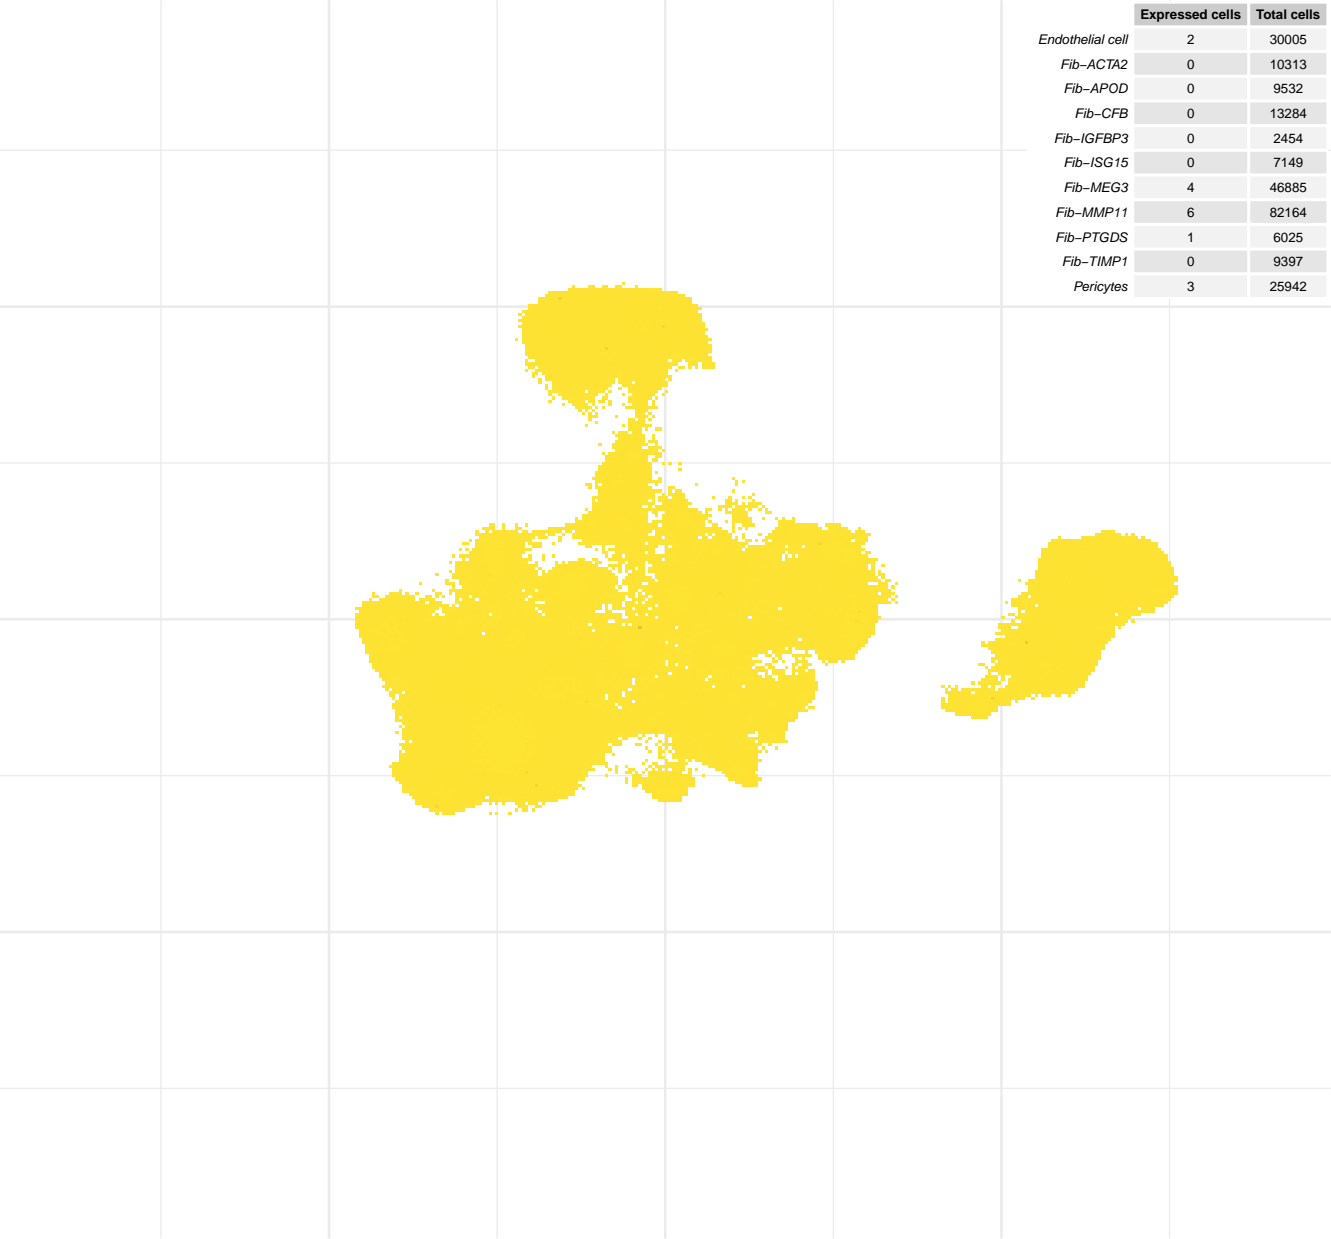 Expressed cells Total cells
Endothelial cell 2 30005
Fib−ACTA2 0 10313
Fib−APOD 0 9532
Fib−CFB 0 13284
Fib−IGFBP3 0 2454
Fib−ISG15 0 7149
Fib−MEG3 4 46885
Fib−MMP11 6 82164
Fib−PTGDS 1 6025
Fib−TIMP1 0 9397
Pericytes 3 25942